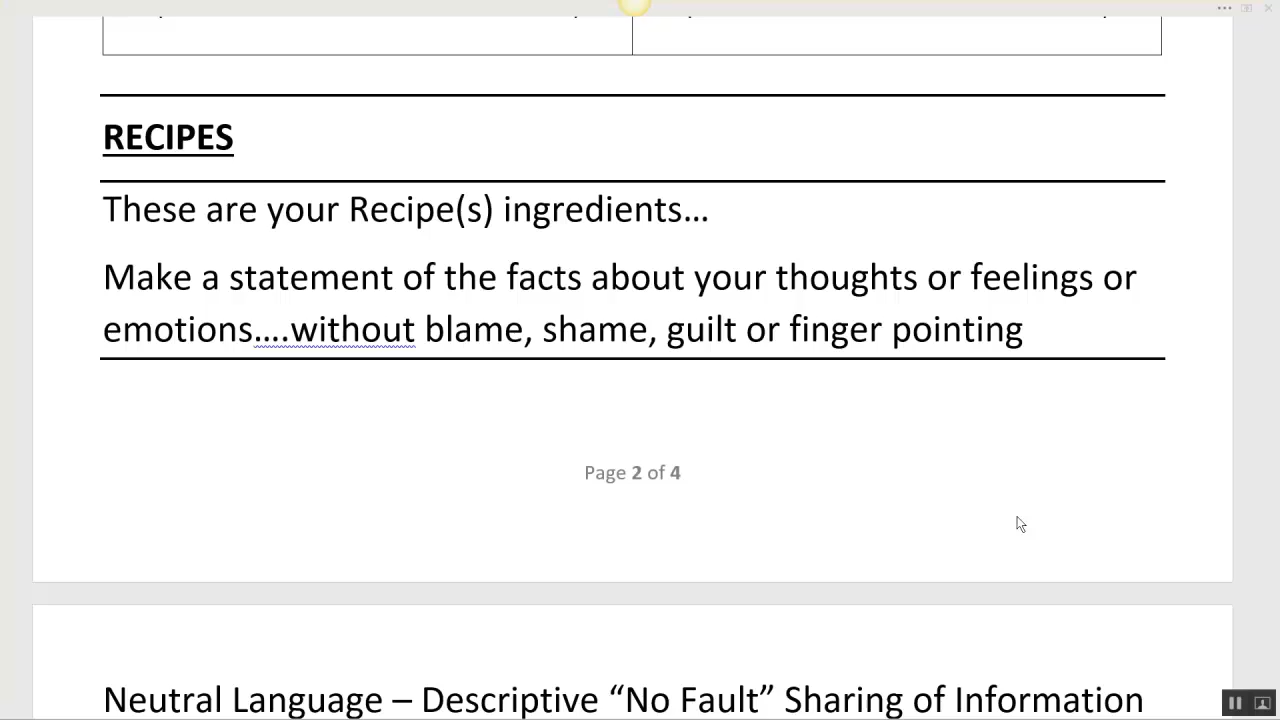 RECIPES
These are your Recipe(s) ingredients...
Make a statement of the facts about your thoughts or feelings or
emotions....without blame, shame, guilt or finger pointing
Page 2 of 4
Neutral Language – Descriptive “No Fault” Sharing of Information